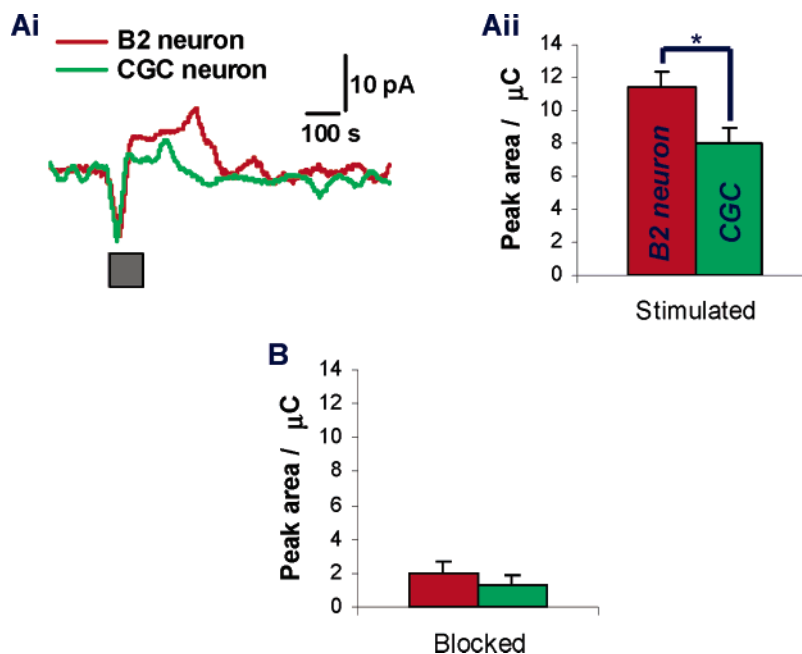 Ai
B2 neuron
CGC neuron
10 pA
100 s
Aii
Peak area / μC
14
12
10
8
6
4
2
0
*
B2 neuron
CGC
Stimulated
B
Peak area / μC
14
12
10
8
6
4
2
0
Blocked